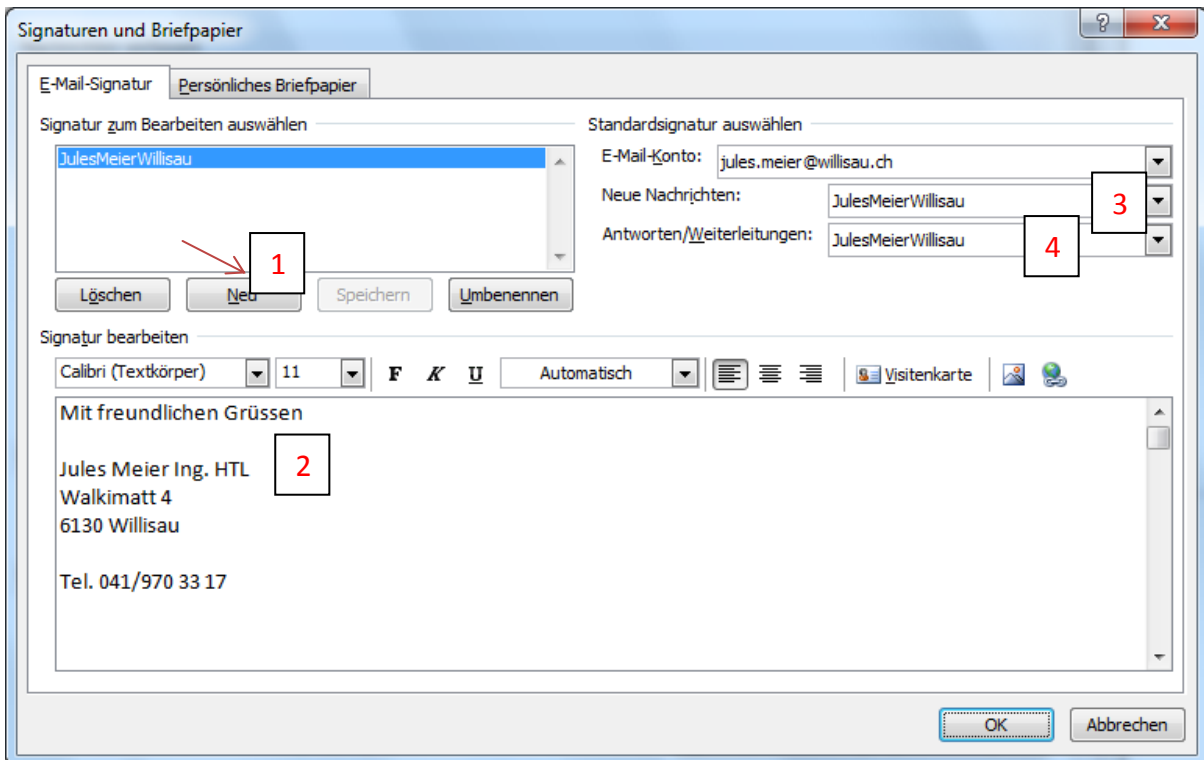 Signaturen und Briefpapier
E-Mail-Signatur
Persönliches Briefpapier
Signatur zum Bearbeiten auswählen
JulesMeierWillisau
1
Löschen
Neu
Speichern
Umbenennen
Standardsignatur auswählen
E-Mail-Konto: jules.meier@willisau.ch
Neue Nachrichten: JulesMeierWillisau
3
Antworten/Weiterleitungen: JulesMeierWillisau
4
Signatur bearbeiten
Calibri (Textkörper) 11 F K U Automatisch Visitenkarte
Mit freundlichen Grüssen
Jules Meier Ing. HTL
2
Walkimatt 4
6130 Willisau
Tel. 041/970 33 17
OK
Abbrechen